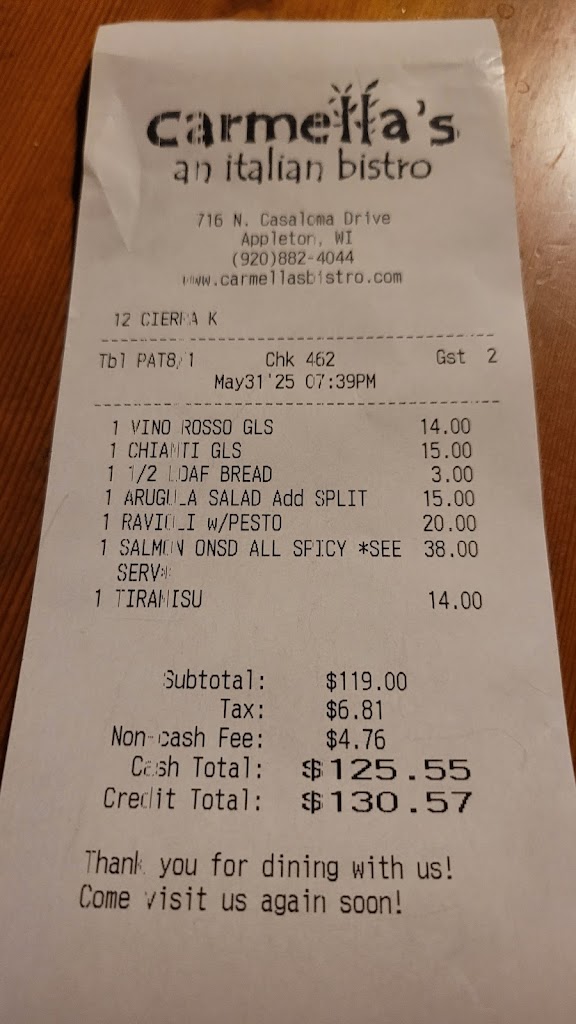 carmella's
an italian bistro
716 N. Casaloma Drive
Appleton, WI
(920)882-4044
www.carmellasbistro.com
12 CIERRA K
Tbl PAT8/1 Chk 462 Gst 2
May31'25 07:39PM
1 VINO ROSSO GLS 14.00
1 CHIANTI GLS 15.00
1 1/2 LOAF BREAD 3.00
1 ARUGULA SALAD Add SPLIT 15.00
1 RAVIOLI w/PESTO 20.00
1 SALMON ONSD ALL SPICY *SEE 38.00
SERV*
1 TIRAMISU 14.00
Subtotal: $119.00
Tax: $6.81
Non-cash Fee: $4.76
Cash Total: $125.55
Credit Total: $130.57
Thank you for dining with us!
Come visit us again soon!